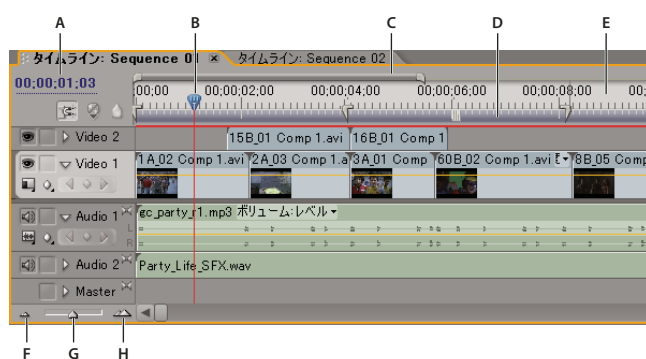 A B C D E
タイムライン: Sequence 01 × タイムライン: Sequence 02
00;00;01;03
00;00 00;00;02;00 00;00;04;00 00;00;06;00 00;00;08;00 00;
Video 2 15B_01 Comp 1.avi 16B_01 Comp 1
Video 1 1A_02 Comp 1.avi 2A_03 Comp 1.a 3A_01 Comp 60B_02 Comp 1.avi 8B_05 Comp
Audio 1 gc_party_r1.mp3 ボリューム:レベル
L
R
Audio 2 Party_Life_SFX.wav
Master
F G H